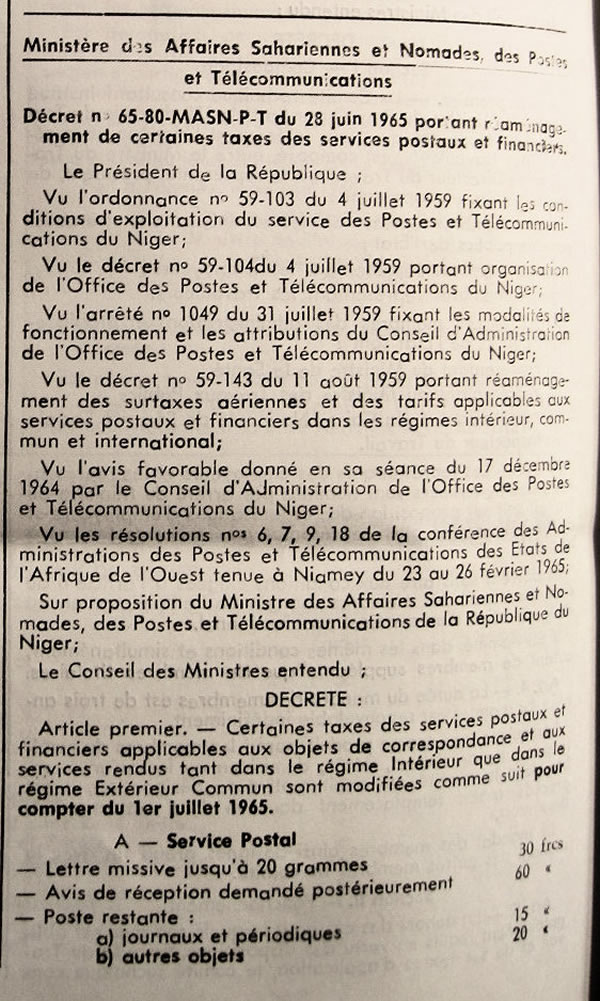 Ministère des Affaires Sahariennes et Nomades, des Postes
et Télécommunications
Décret n° 65-80-MASN-P-T du 28 juin 1965 portant réaménage-
ment de certaines taxes des services postaux et financiers.
Le Président de la République ;
Vu l'ordonnance n° 59-103 du 4 juillet 1959 fixant les con-
ditions d'exploitation du service des Postes et Télécommuni-
cations du Niger;
Vu le décret n° 59-104du 4 juillet 1959 portant organisation
de l'Office des Postes et Télécommunications du Niger;
Vu l'arrêté n° 1049 du 31 juillet 1959 fixant les modalités de
fonctionnement et les attributions du Conseil d'Administration
de l'Office des Postes et Télécommunications du Niger;
Vu le décret n° 59-143 du 11 août 1959 portant réaménage-
ment des surtaxes aériennes et des tarifs applicables aux
services postaux et financiers dans les régimes intérieur, com-
mun et international;
Vu l'avis favorable donné en sa séance du 17 décembre
1964 par le Conseil d'AJministration de l'Office des Postes
et Télécommunications du Niger;
Vu les résolutions nos 6, 7, 9, 18 de la conférence des Ad-
ministrations des Postes et Télécommunications des Etats de
l'Afrique de l'Ouest tenue à Niamey du 23 au 26 février 1965;
Sur proposition du Ministre des Affaires Sahariennes et No-
mades, des Postes et Télécommunications de la République du
Niger;
Le Conseil des Ministres entendu ;
DECRETE :
Article premier. — Certaines taxes des services postaux et
financiers applicables aux objets de correspondance et aux
services rendus tant dans le régime Intérieur que dans le
régime Extérieur Commun sont modifiées comme suit pour
compter du 1er juillet 1965.
A — Service Postal
— Lettre missive jusqu'à 20 grammes 30 frcs
— Avis de réception demandé postérieurement 60 "
— Poste restante :
a) journaux et périodiques 15 "
b) autres objets 20 "